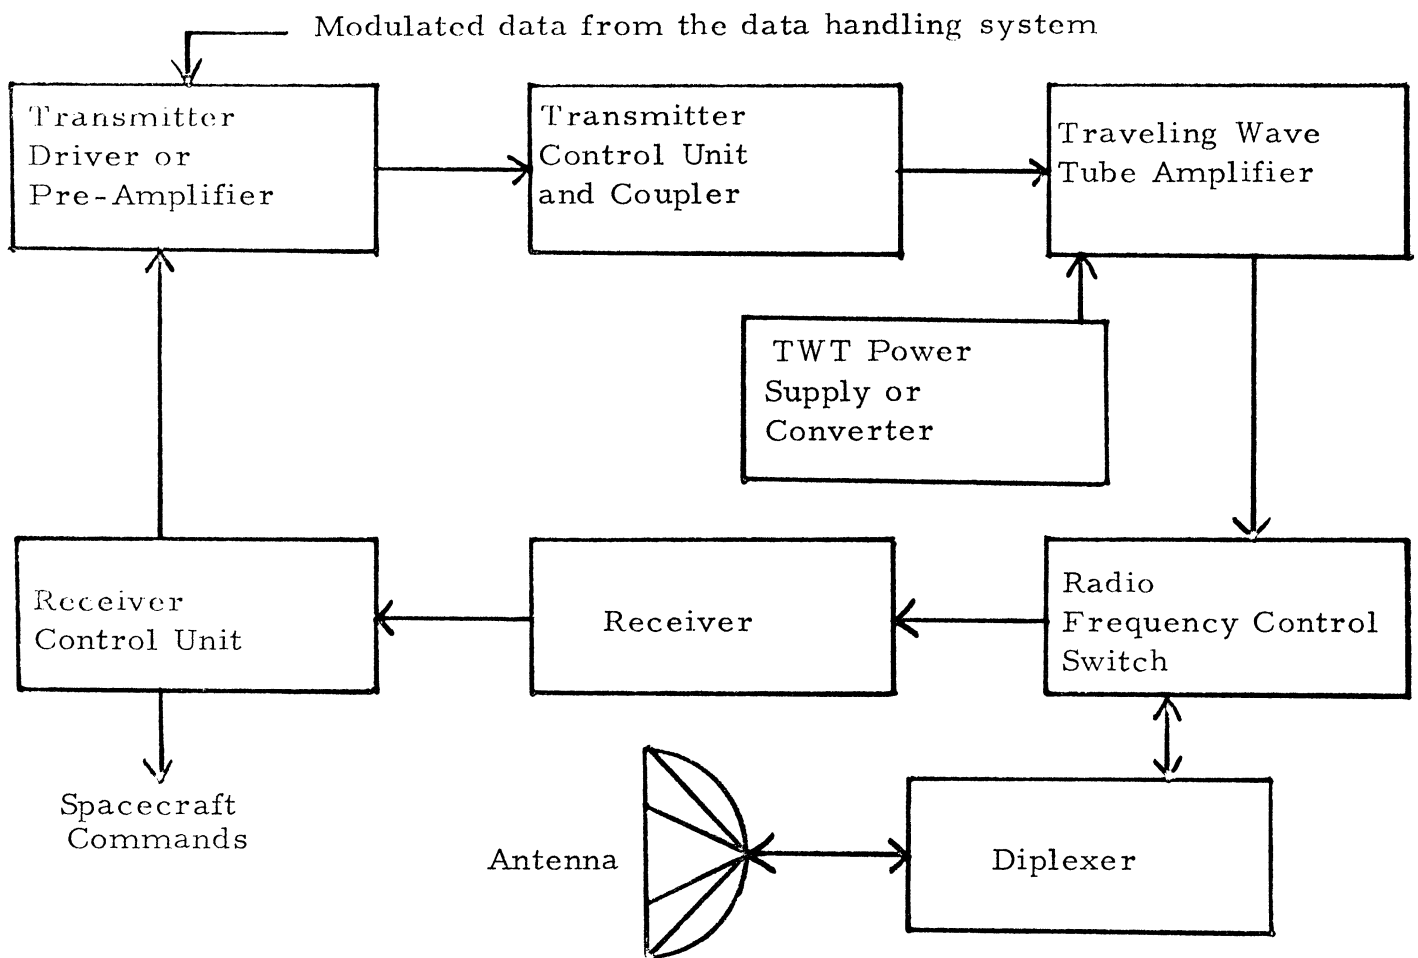 Modulated data from the data handling system
Transmitter
Driver or
Pre-Amplifier
Transmitter
Control Unit
and Coupler
Traveling Wave
Tube Amplifier
TWT Power
Supply or
Converter
Receiver
Control Unit
Receiver
Radio
Frequency Control
Switch
Spacecraft
Commands
Antenna
Diplexer